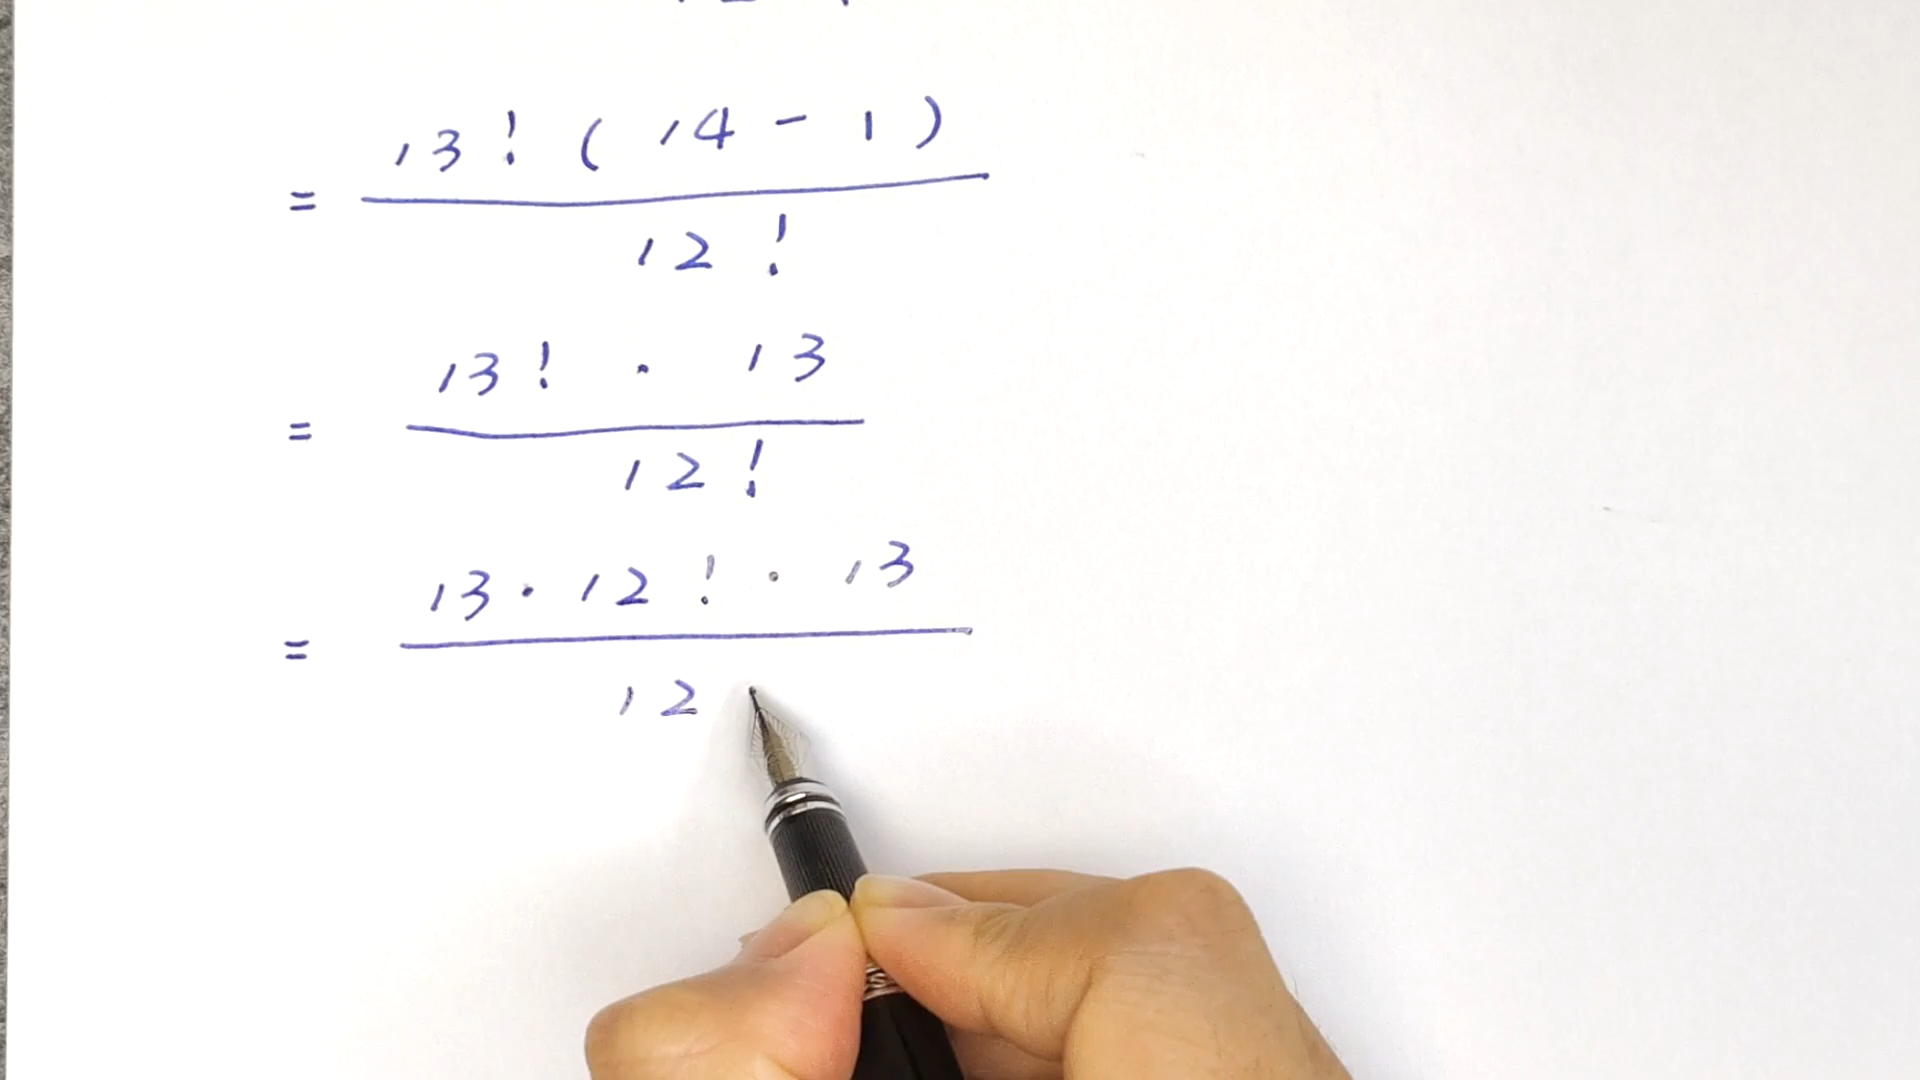 13! ( 14 - 1 )
=
12 !
13! · 13
=
12 !
13 · 12 ! · 13
=
12